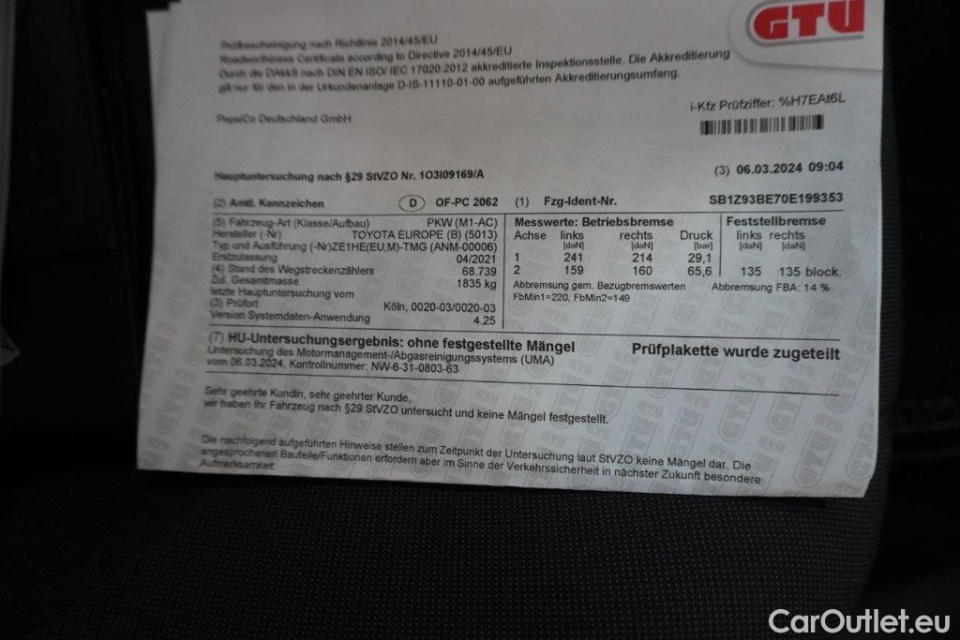 GTÜ
Prüfbescheinigung nach Richtlinie 2014/45/EU
Roadworthiness Certificate according to Directive 2014/45/EU
Durch die DAkkS nach DIN EN ISO/ IEC 17020:2012 akkreditierte Inspektionsstelle. Die Akkreditierung
gilt nur für den in der Urkundenanlage D-IS-11110-01-00 aufgeführten Akkreditierungsumfang.
i-Kfz Prüfziffer: %H7EAt6L
PepsiCo Deutschland GmbH
(3) 06.03.2024 09:04
Hauptuntersuchung nach §29 StVZO Nr. 1O3I09169/A
(2) Amtl. Kennzeichen D OF-PC 2062 (1) Fzg-Ident-Nr. SB1Z93BE70E199353
(5) Fahrzeug-Art (Klasse/Aufbau) PKW (M1-AC)
Hersteller (-Nr) TOYOTA EUROPE (B) (5013)
Typ und Ausführung (-Nr) ZE1HE(EU,M)-TMG (ANM-00006)
Erstzulassung 04/2021
(4) Stand des Wegstreckenzählers 68.739
Zul. Gesamtmasse 1835 kg
letzte Hauptuntersuchung vom
(3) Prüfort Köln, 0020-03/0020-03
Version Systemdaten-Anwendung 4.25
Messwerte: Betriebsbremse Feststellbremse
Achse links rechts Druck links rechts
[daN] [daN] [bar] [daN] [daN]
1 241 214 29,1
2 159 160 65,6 135 135 block.
Abbremsung gem. Bezugbremswerten Abbremsung FBA: 14 %
FbMin1=220, FbMin2=149
(7) HU-Untersuchungsergebnis: ohne festgestellte Mängel Prüfplakette wurde zugeteilt
Untersuchung des Motormanagement-/Abgasreinigungssystems (UMA)
vom 06.03.2024, Kontrollnummer: NW-6-31-0803-63
Sehr geehrte Kundin, sehr geehrter Kunde,
wir haben Ihr Fahrzeug nach §29 StVZO untersucht und keine Mängel festgestellt.
Die nachfolgend aufgeführten Hinweise stellen zum Zeitpunkt der Untersuchung laut StVZO keine Mängel dar. Die
angesprochenen Bauteile/Funktionen erfordern aber im Sinne der Verkehrssicherheit in nächster Zukunft besondere
Aufmerksamkeit:
CarOutlet.eu